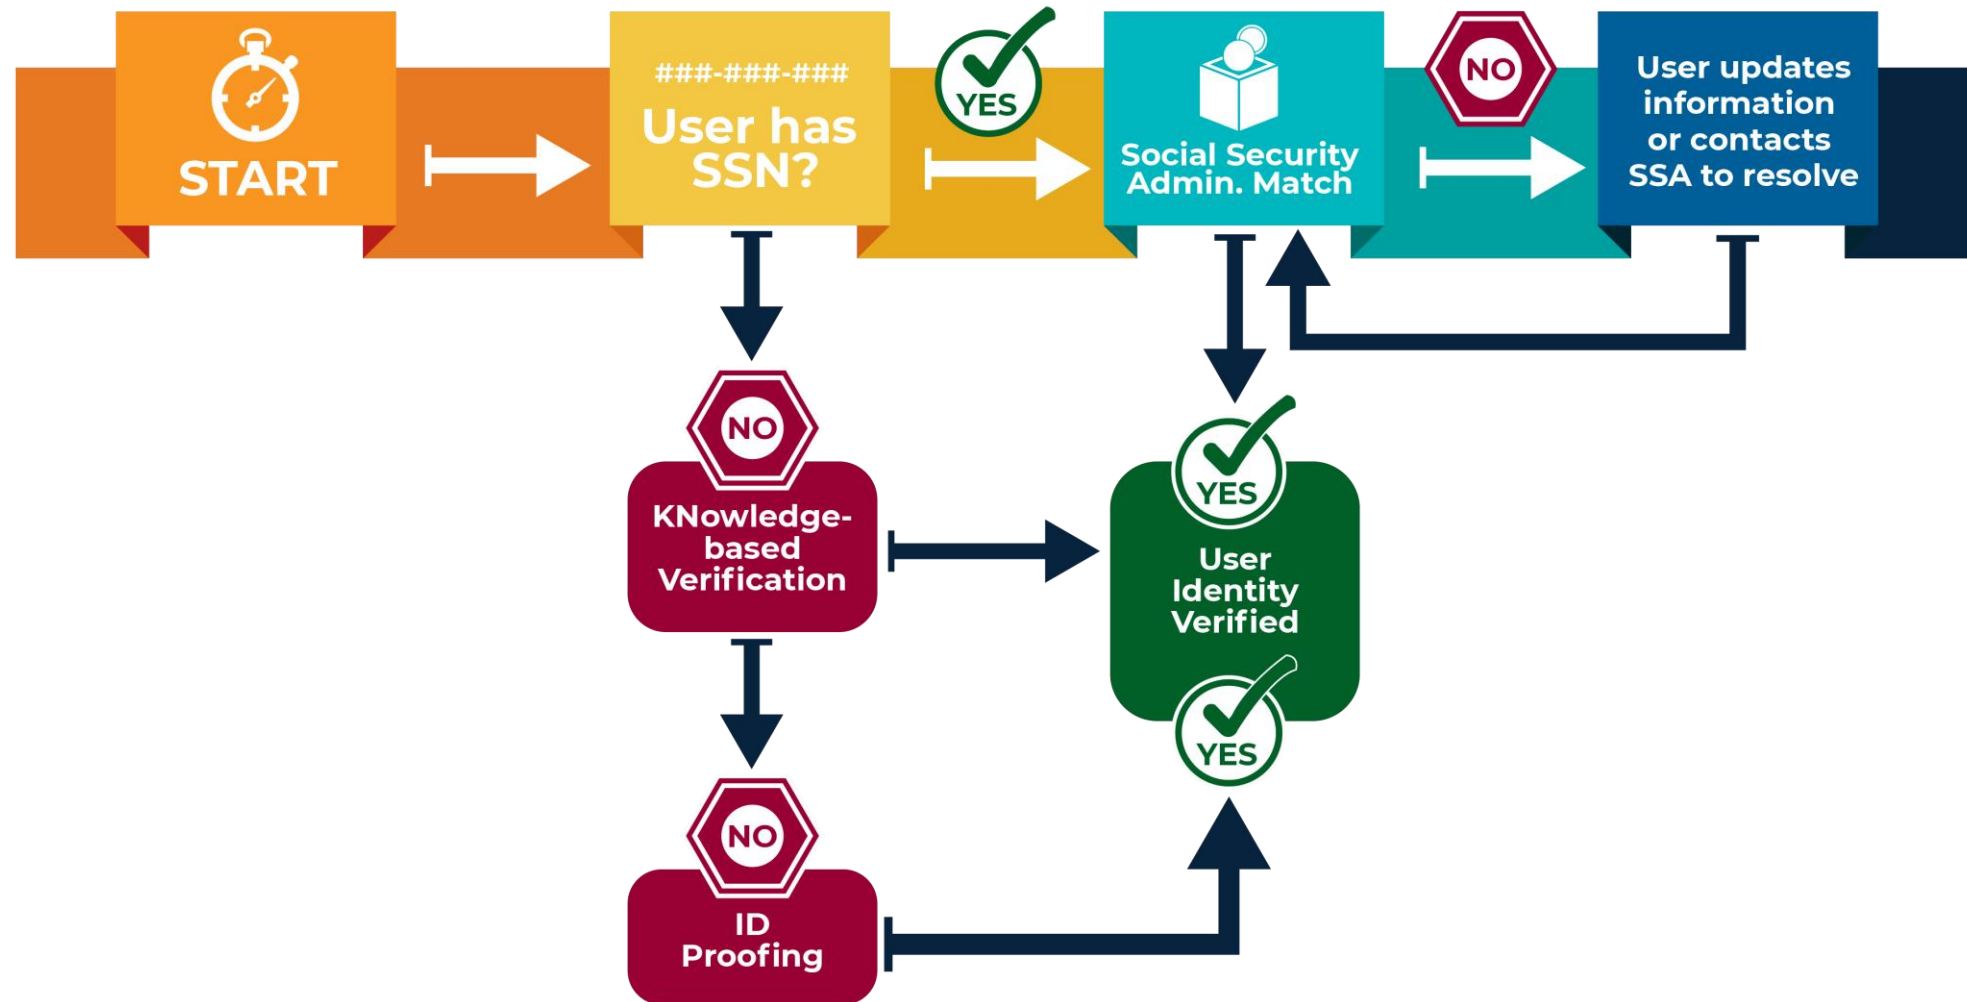 START
###-###-###
User has
SSN?
YES
Social Security
Admin. Match
NO
User updates
information
or contacts
SSA to resolve
NO
KNowledge-
based
Verification
YES
User
Identity
Verified
YES
NO
ID
Proofing